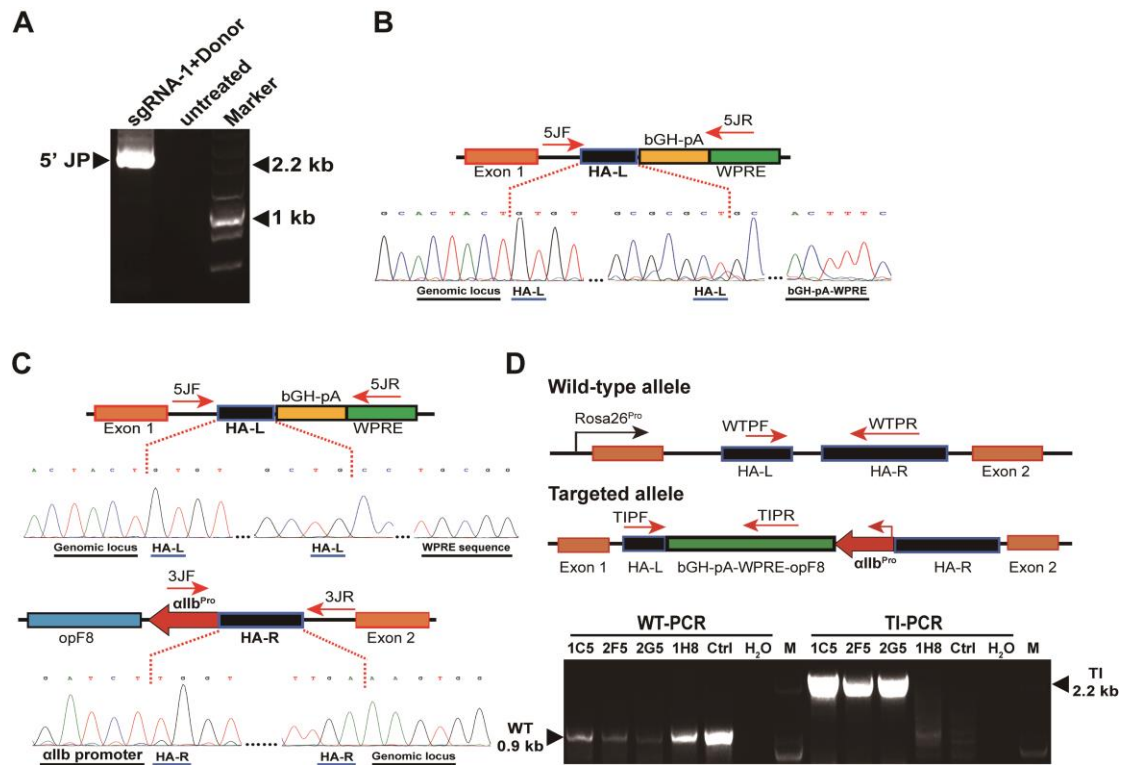 A
sgRNA-1+Donor
untreated
Marker
5' JP
2.2 kb
1 kb
B
5JF
5JR
bGH-pA
Exon 1
HA-L
WPRE
G C A C T A C T G T G T G C G C G C T G C A C T T T C
... ...
Genomic locus HA-L HA-L bGH-pA-WPRE
C
5JF
5JR
bGH-pA
Exon 1
HA-L
WPRE
A C T A C T G T G T G C T G C C T G C G G
... ...
Genomic locus HA-L HA-L WPRE sequence
3JF
3JR
αIIbPro
opF8
HA-R
Exon 2
G A T C T T G G T T T G A A A G T G G
......
αIIb promoter HA-R HA-R Genomic locus
D
Wild-type allele
Rosa26Pro
WTPF
WTPR
HA-L
HA-R
Exon 2
Targeted allele
TIPF
TIPR
αIIbPro
Exon 1 HA-L bGH-pA-WPRE-opF8 HA-R Exon 2
WT-PCR TI-PCR
1C5 2F5 2G5 1H8 Ctrl H2O M 1C5 2F5 2G5 1H8 Ctrl H2O M
TI
2.2 kb
WT
0.9 kb